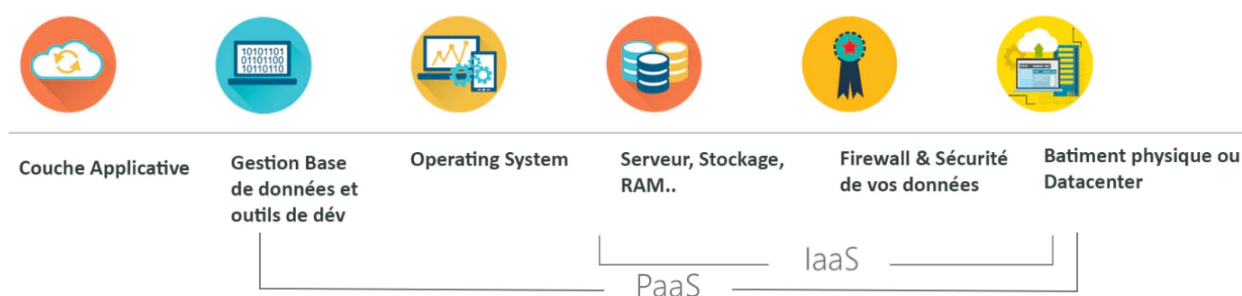 10101101
01101100
10110110
Couche Applicative
Gestion Base
de données et
outils de dév
Operating System
Serveur, Stockage,
RAM..
Firewall & Sécurité
de vos données
Batiment physique ou
Datacenter
IaaS
PaaS